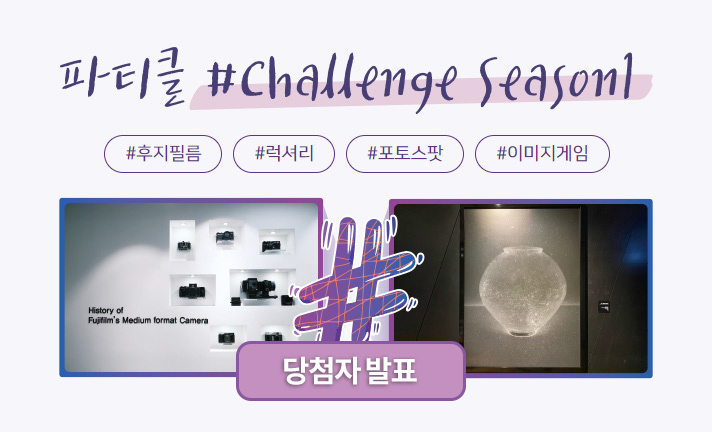 파티클 #Challenge Season1
#후지필름 #럭셔리 #포토스팟 #이미지게임
History of
Fujifilm's Medium format Camera
#
당첨자 발표